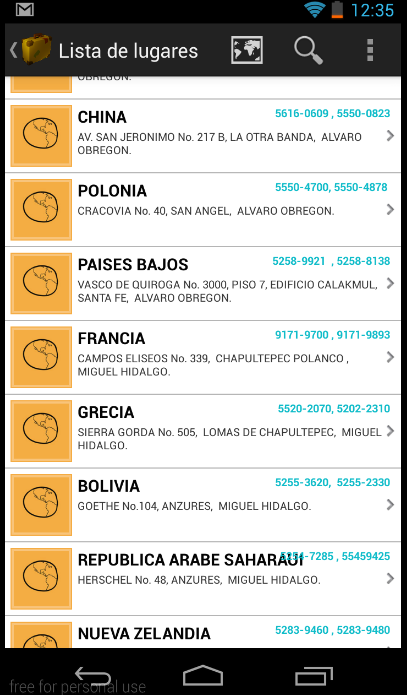 12:35
Lista de lugares
OBREGON.
CHINA
5616-0609 , 5550-0823
AV. SAN JERONIMO No. 217 B, LA OTRA BANDA, ALVARO
OBREGON.
POLONIA
5550-4700, 5550-4878
CRACOVIA No. 40, SAN ANGEL, ALVARO OBREGON.
PAISES BAJOS
5258-9921 , 5258-8138
VASCO DE QUIROGA No. 3000, PISO 7, EDIFICIO CALAKMUL,
SANTA FE, ALVARO OBREGON.
FRANCIA
9171-9700 , 9171-9893
CAMPOS ELISEOS No. 339, CHAPULTEPEC POLANCO ,
MIGUEL HIDALGO.
GRECIA
5520-2070, 5202-2310
SIERRA GORDA No. 505, LOMAS DE CHAPULTEPEC, MIGUEL
HIDALGO.
BOLIVIA
5255-3620, 5255-2330
GOETHE No.104, ANZURES, MIGUEL HIDALGO.
REPUBLICA ARABE SAHARAUI
55459425
HERSCHEL No. 48, ANZURES, MIGUEL HIDALGO.
NUEVA ZELANDIA
5283-9460 , 5283-9480
free for personal use